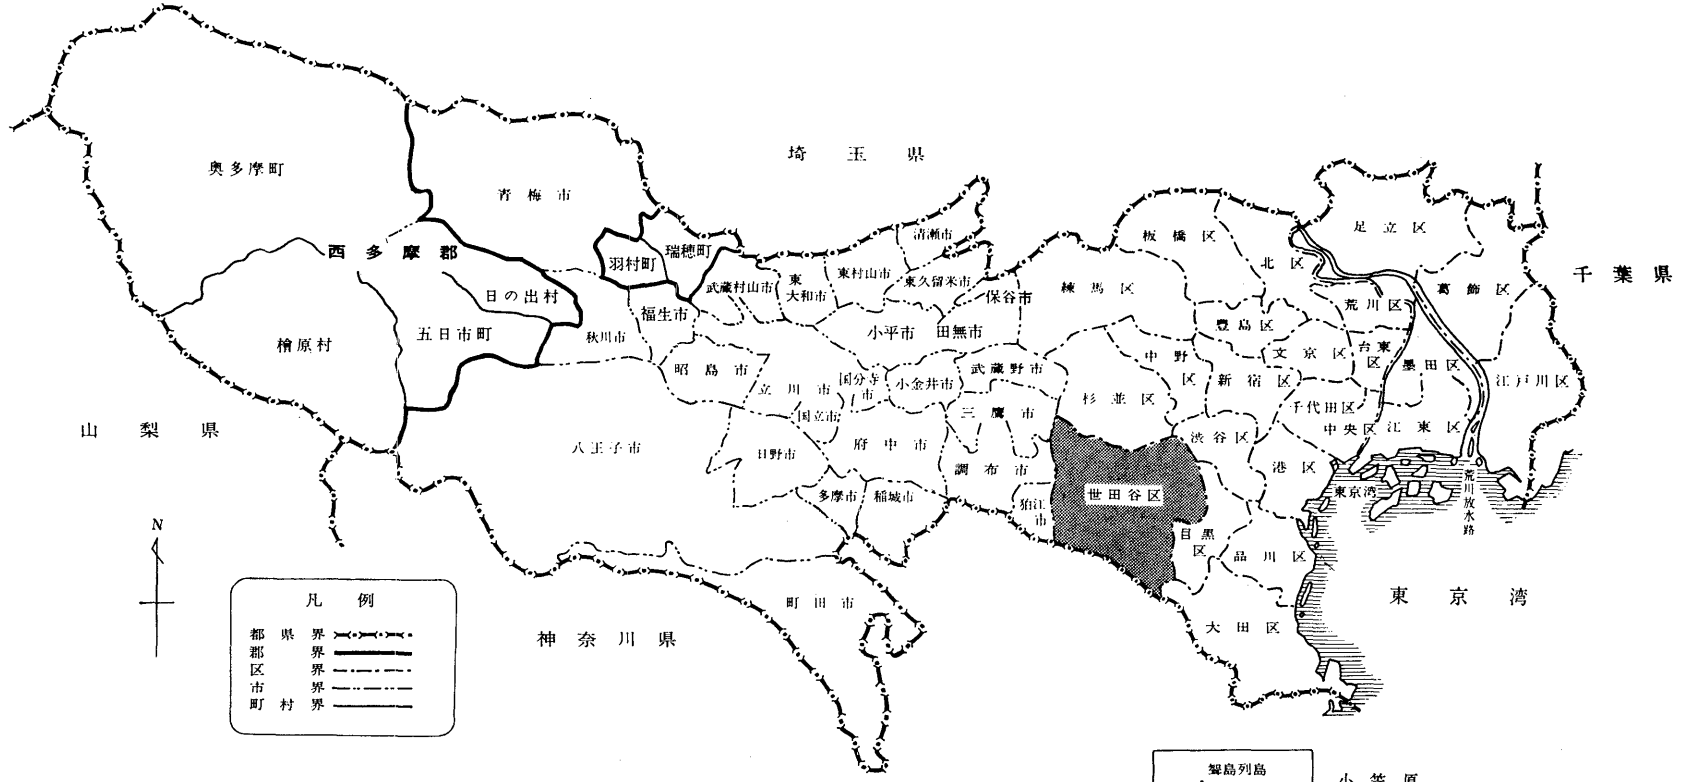 埼玉県
奥多摩町
青梅市
西多摩郡
羽村町
瑞穂町
日の出村
五日市町
檜原村
山梨県
秋川市
福生市
昭島市
武蔵村山市
東
大和市
東村山市
清瀬市
東久留米市
保谷市
小平市
田無市
立川市
国分寺
市
小金井市
武蔵野市
国立市
三鷹市
八王子市
日野市
府中市
調布市
多摩市
稲城市
狛江
市
町田市
神奈川県
板橋区
北区
足立区
葛飾区
千葉県
練馬区
豊島区
荒川区
文京区
台東
区
墨田区
江戸川区
中野
区
新宿区
杉並区
千代田区
中央区
江東区
渋谷区
港区
世田谷区
目黒
区
品川区
大田区
東京湾
荒川放水路
東京湾
N
凡例
都県界
郡界
区界
市界
町村界
聟島列島
小笠原